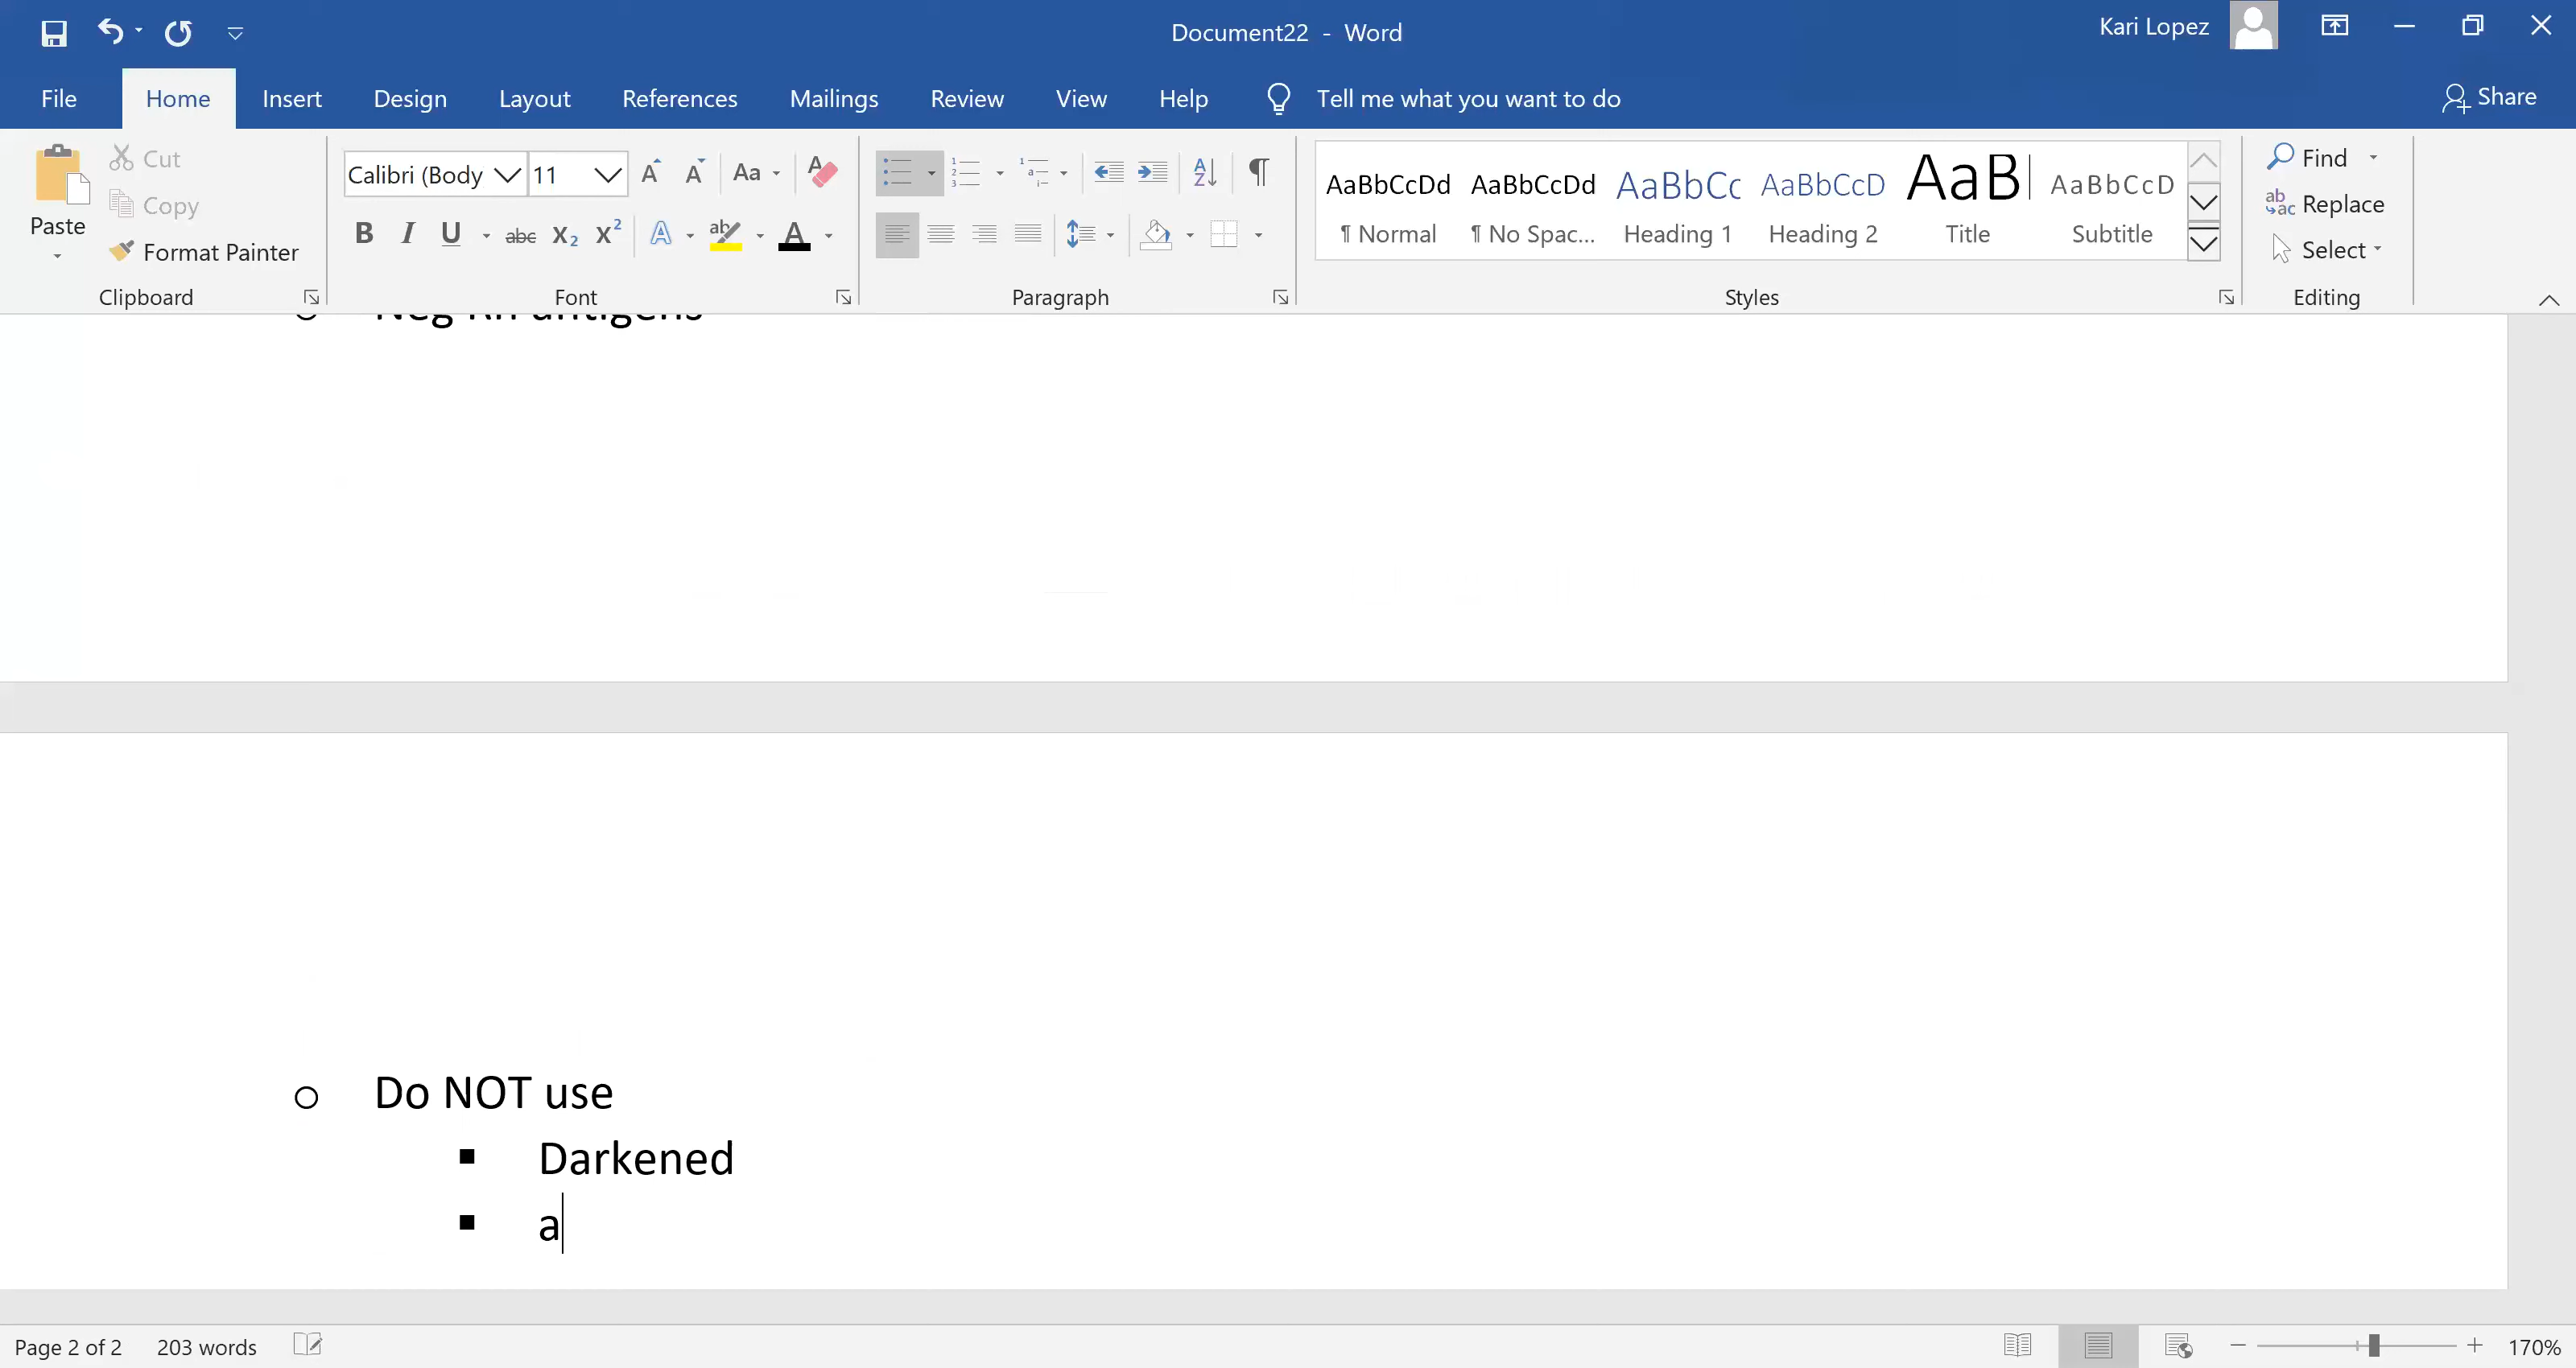 Document22 - Word
Kari Lopez
File Home Insert Design Layout References Mailings Review View Help Tell me what you want to do Share
Paste
Cut
Copy
Format Painter
Clipboard
Calibri (Body 11
Font
Paragraph
AaBbCcDd AaBbCcDd AaBbCc AaBbCcD AaB AaBbCcD
¶ Normal ¶ No Spac... Heading 1 Heading 2 Title Subtitle
Styles
Find
Replace
Select
Editing
Neg Rh antigens
o Do NOT use
▪ Darkened
▪ a
Page 2 of 2 203 words 170%